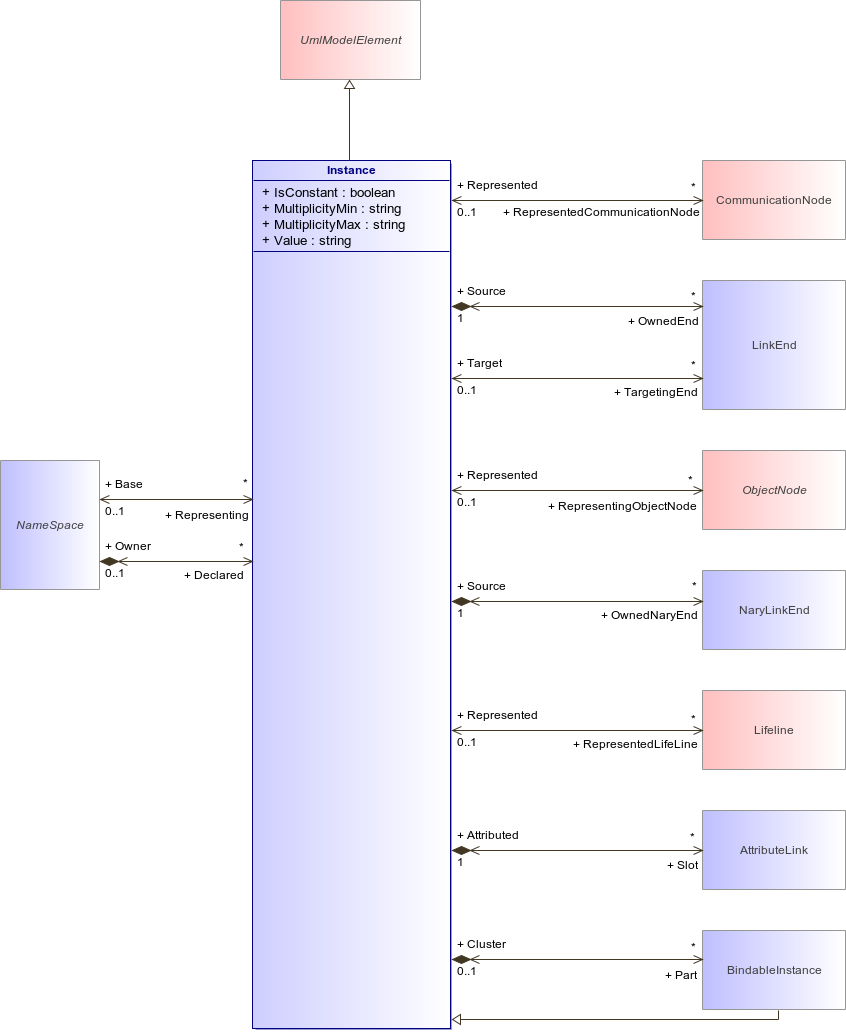 UmlModelElement
Instance
+ IsConstant : boolean
+ MultiplicityMin : string
+ MultiplicityMax : string
+ Value : string
+ Represented
*
0..1
+ RepresentedCommunicationNode
CommunicationNode
+ Source
*
1
+ OwnedEnd
LinkEnd
+ Target
*
0..1
+ TargetingEnd
NameSpace
+ Base
*
0..1
+ Representing
+ Owner
*
0..1
+ Declared
+ Represented
*
0..1
+ RepresentingObjectNode
ObjectNode
+ Source
*
1
+ OwnedNaryEnd
NaryLinkEnd
+ Represented
*
0..1
+ RepresentedLifeLine
Lifeline
+ Attributed
*
1
+ Slot
AttributeLink
+ Cluster
*
0..1
+ Part
BindableInstance